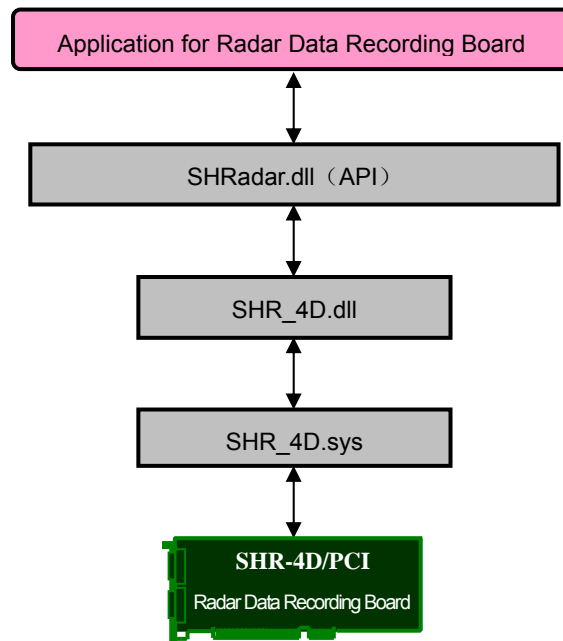 Application for Radar Data Recording Board
SHRadar.dll（API）
SHR_4D.dll
SHR_4D.sys
SHR-4D/PCI
Radar Data Recording Board